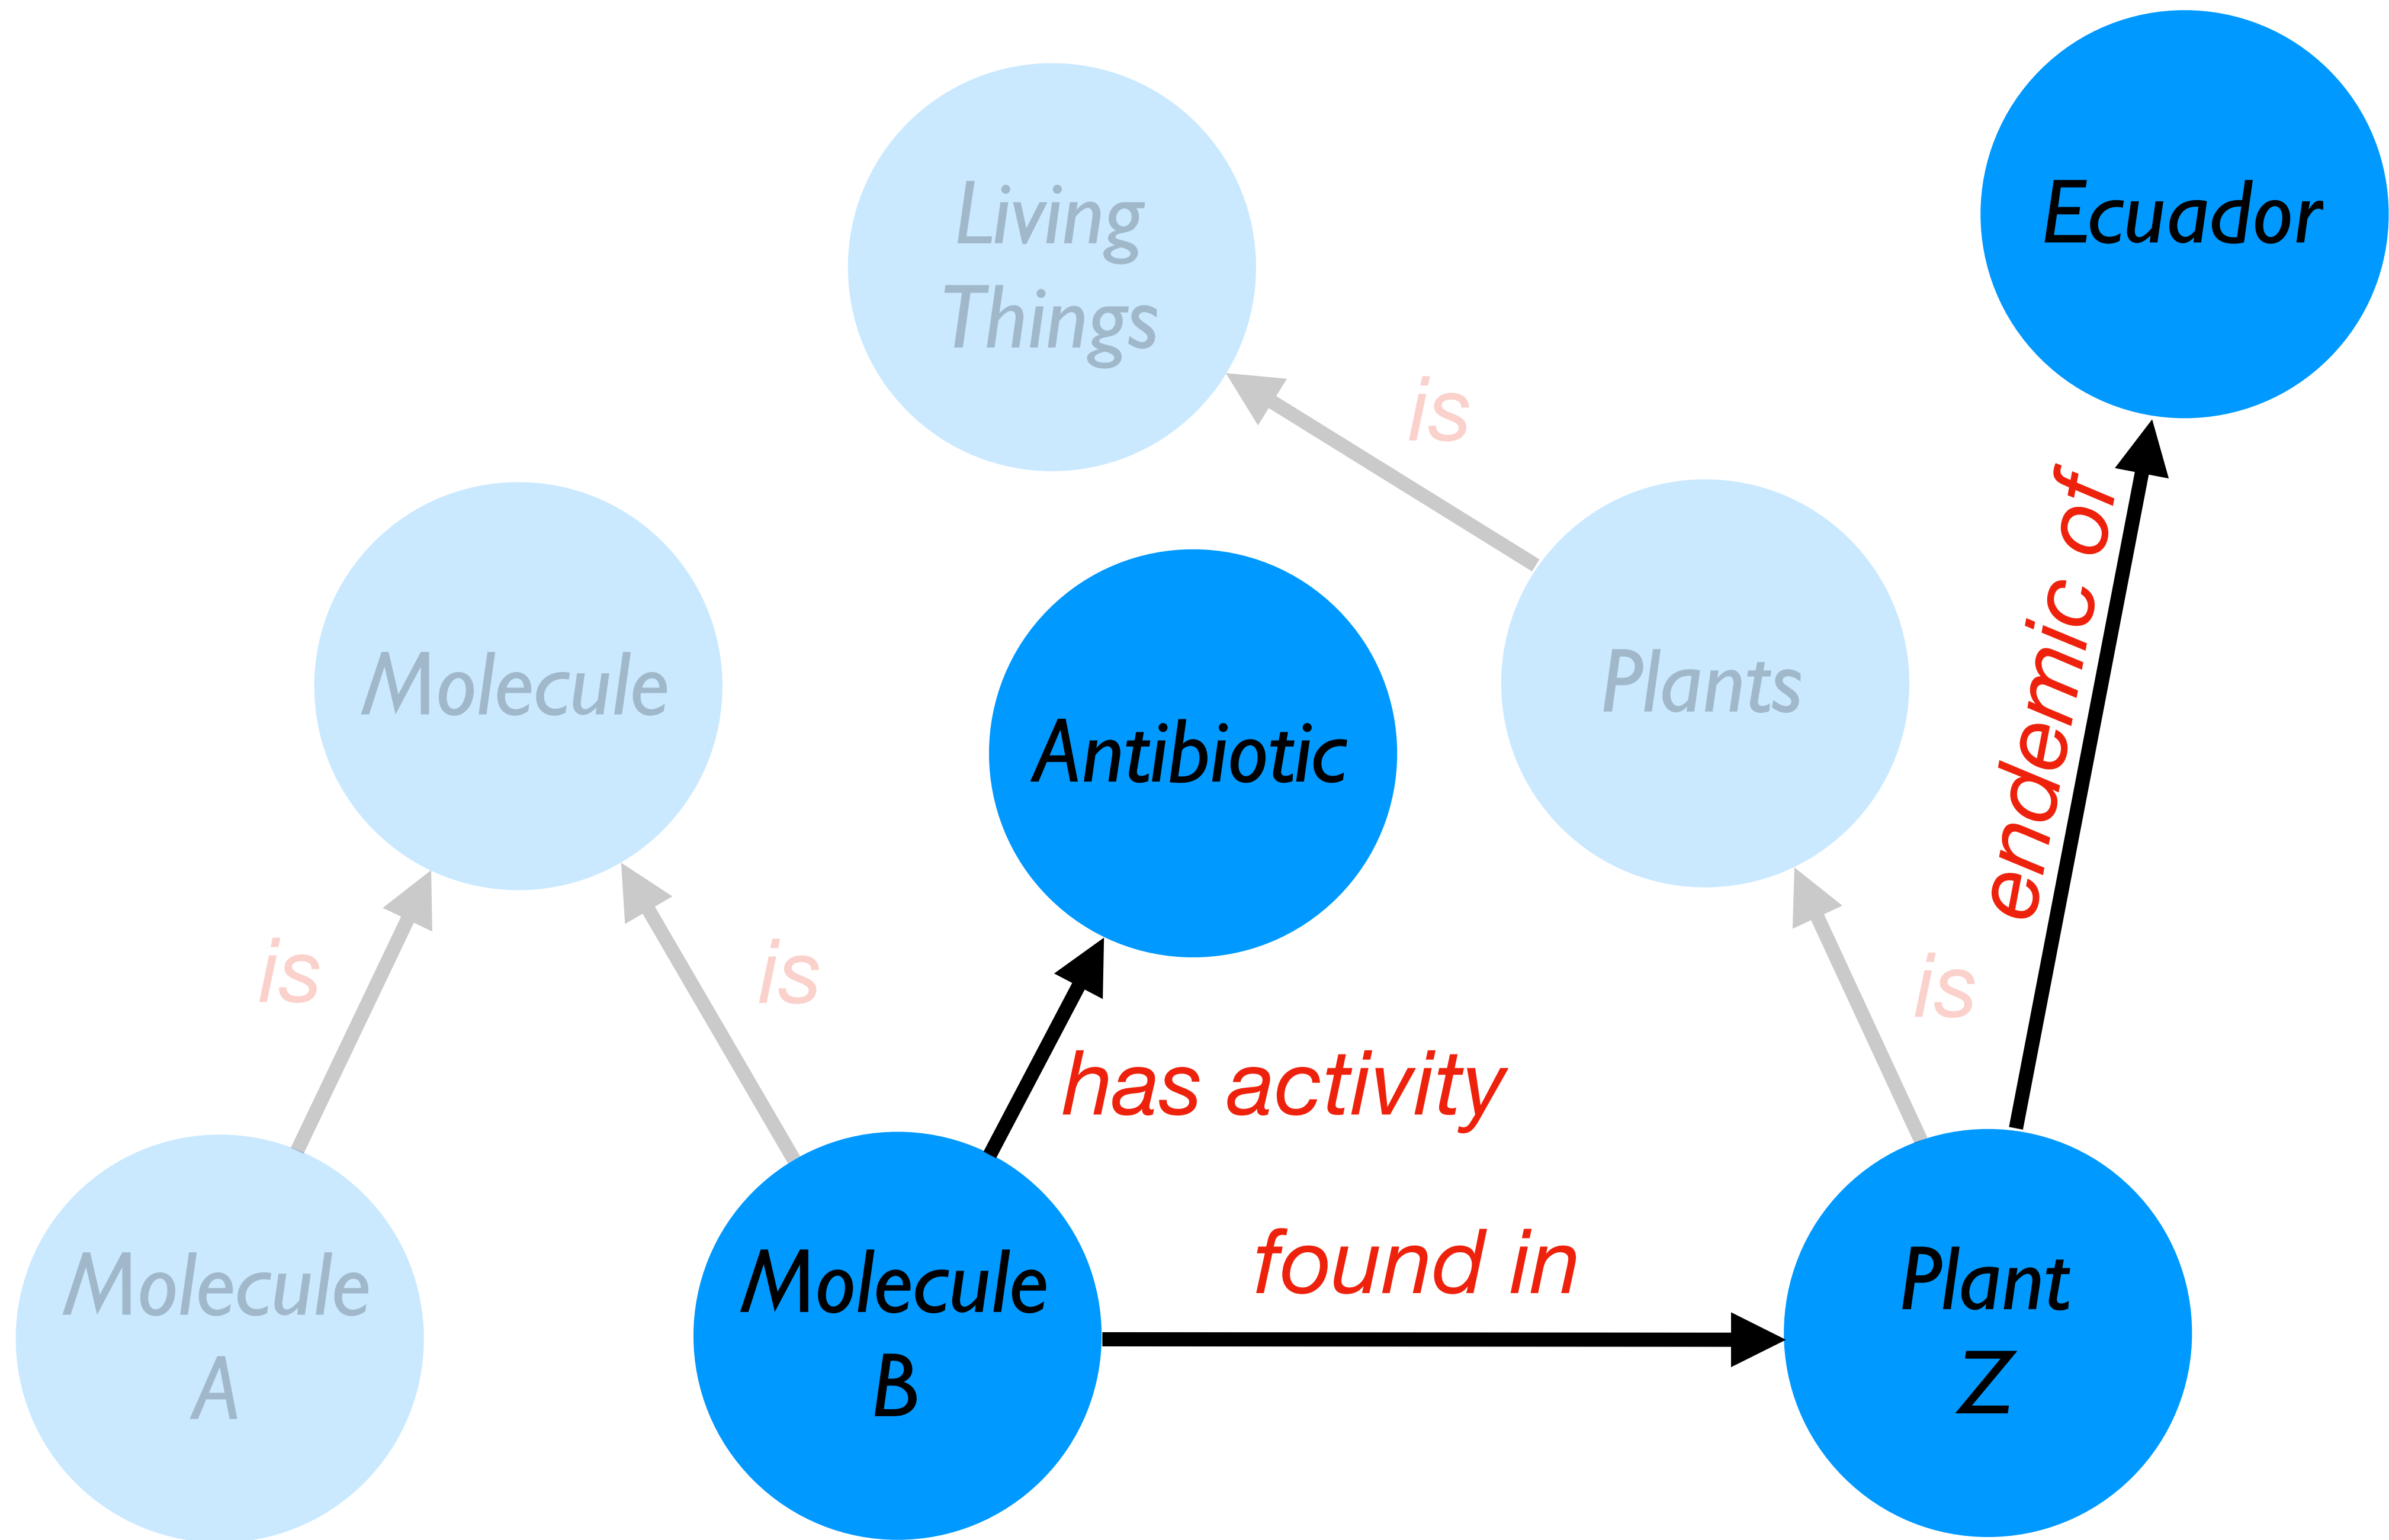 Ecuador
Living
Things
is
endemic of
Molecule
Plants
Antibiotic
is
is
is
has activity
found in
Molecule
A
Molecule
B
Plant
Z